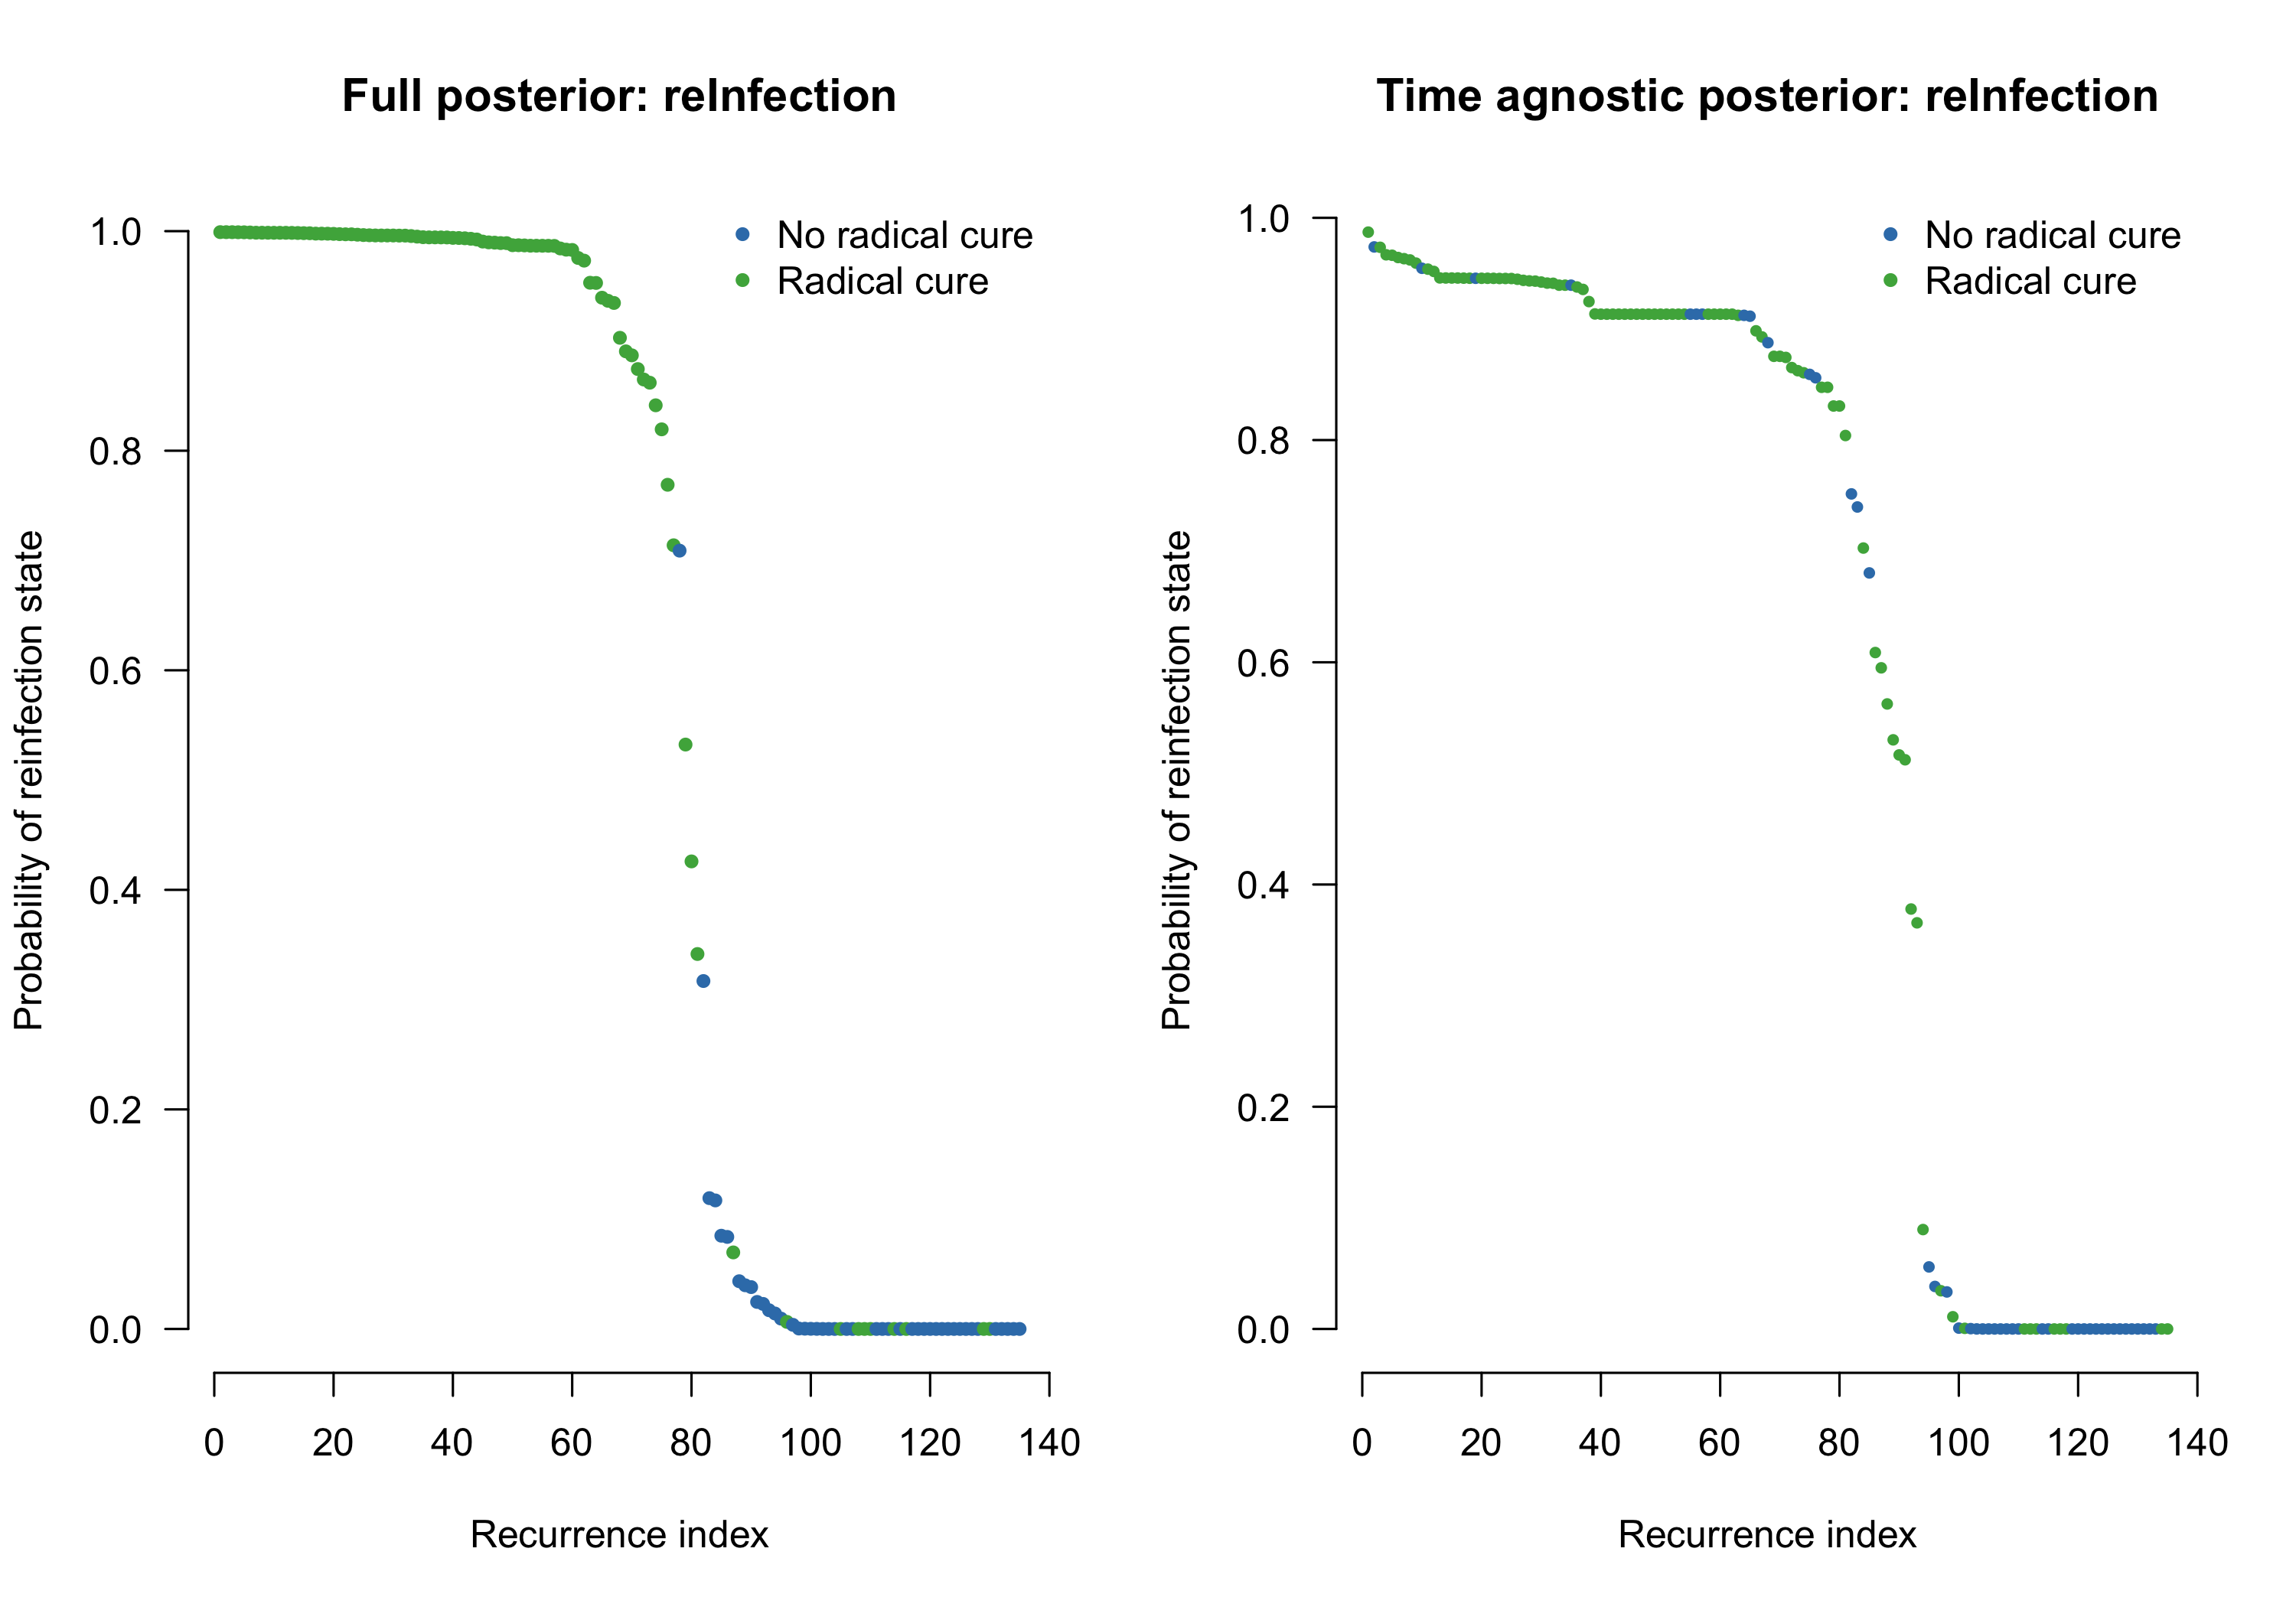 Full posterior: reInfection
No radical cure
Radical cure
Probability of reinfection state
1.0
0.8
0.6
0.4
0.2
0.0
0 20 40 60 80 100 120 140
Recurrence index
Time agnostic posterior: reInfection
No radical cure
Radical cure
Probability of reinfection state
1.0
0.8
0.6
0.4
0.2
0.0
0 20 40 60 80 100 120 140
Recurrence index